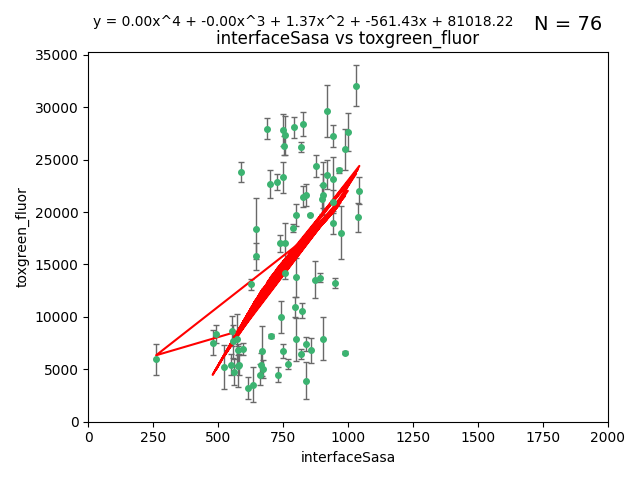 y = 0.00x^4 + -0.00x^3 + 1.37x^2 + -561.43x + 81018.22
N = 76
interfaceSasa vs toxgreen_fluor
35000
30000
25000
20000
15000
10000
5000
0
toxgreen_fluor
0 250 500 750 1000 1250 1500 1750 2000
interfaceSasa